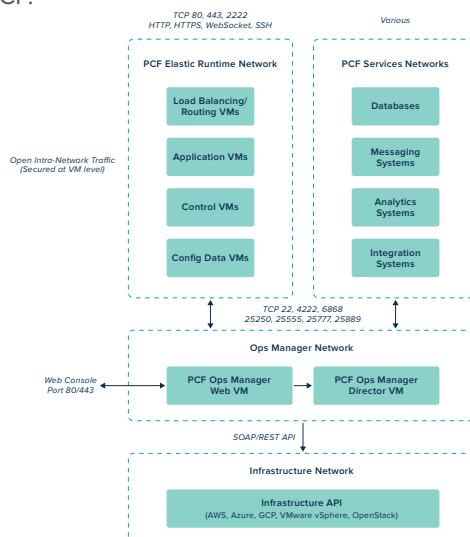 CF?
TCP 80, 443, 2222
HTTP, HTTPS, WebSocket, SSH
Various
PCF Elastic Runtime Network
PCF Services Networks
Load Balancing/
Routing VMs
Databases
Open Intra-Network Traffic
(Secured at VM level)
Application VMs
Messaging
Systems
Control VMs
Analytics
Systems
Config Data VMs
Integration
Systems
TCP 22, 4222, 6868
25250, 25555, 25777, 25889
Ops Manager Network
Web Console
Port 80/443
PCF Ops Manager
Web VM
PCF Ops Manager
Director VM
SOAP/REST API
Infrastructure Network
Infrastructure API
(AWS, Azure, GCP, VMware vSphere, OpenStack)